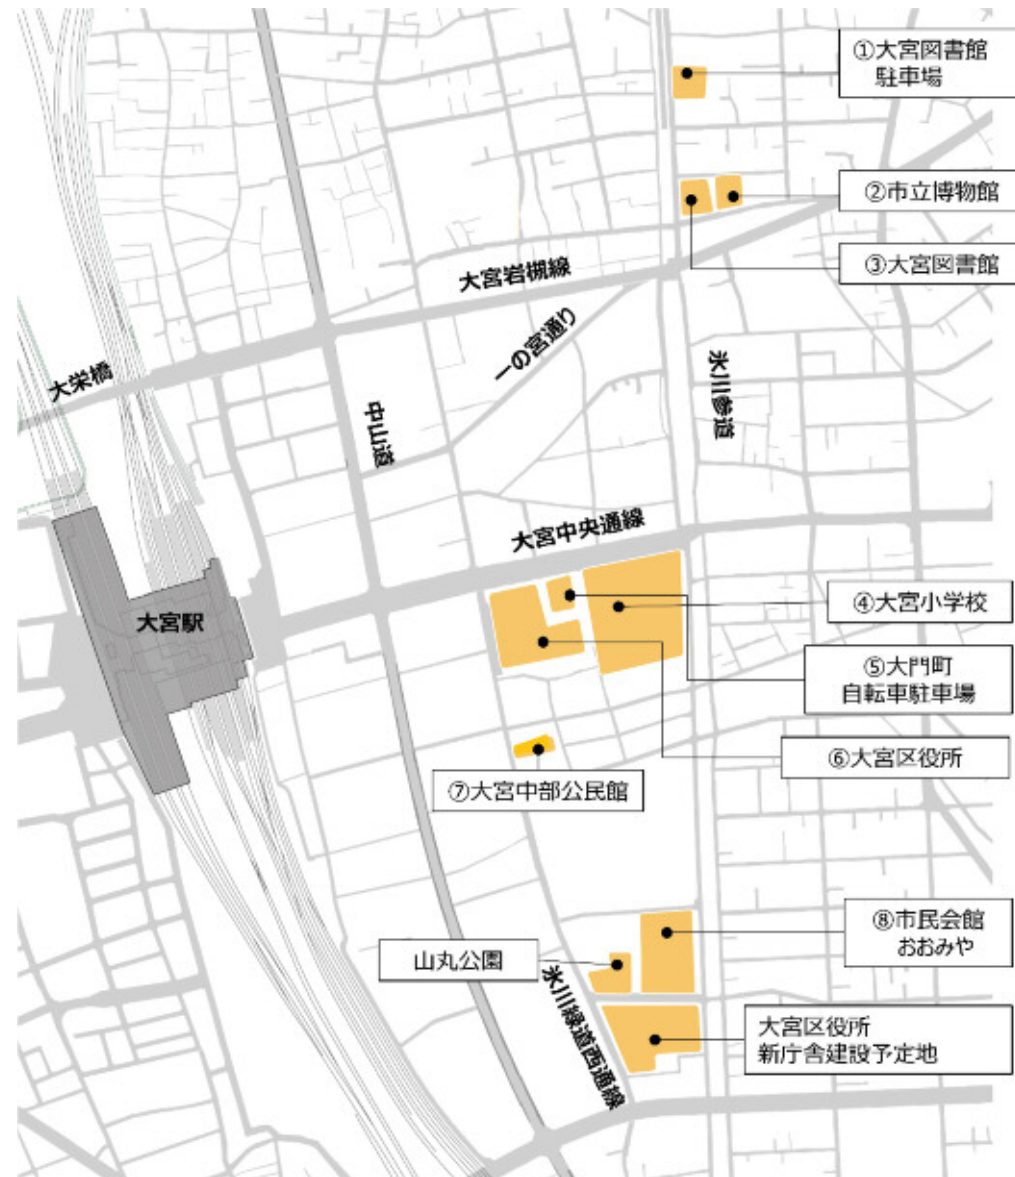 ①大宮図書館
駐車場
②市立博物館
③大宮図書館
大宮岩槻線
一の宮通り
大栄橋
氷川参道
中山道
大宮中央通線
大宮駅
④大宮小学校
⑤大門町
自転車駐車場
⑥大宮区役所
⑦大宮中部公民館
⑧市民会館
おおみや
山丸公園
氷川緑道西通線
大宮区役所
新庁舎建設予定地